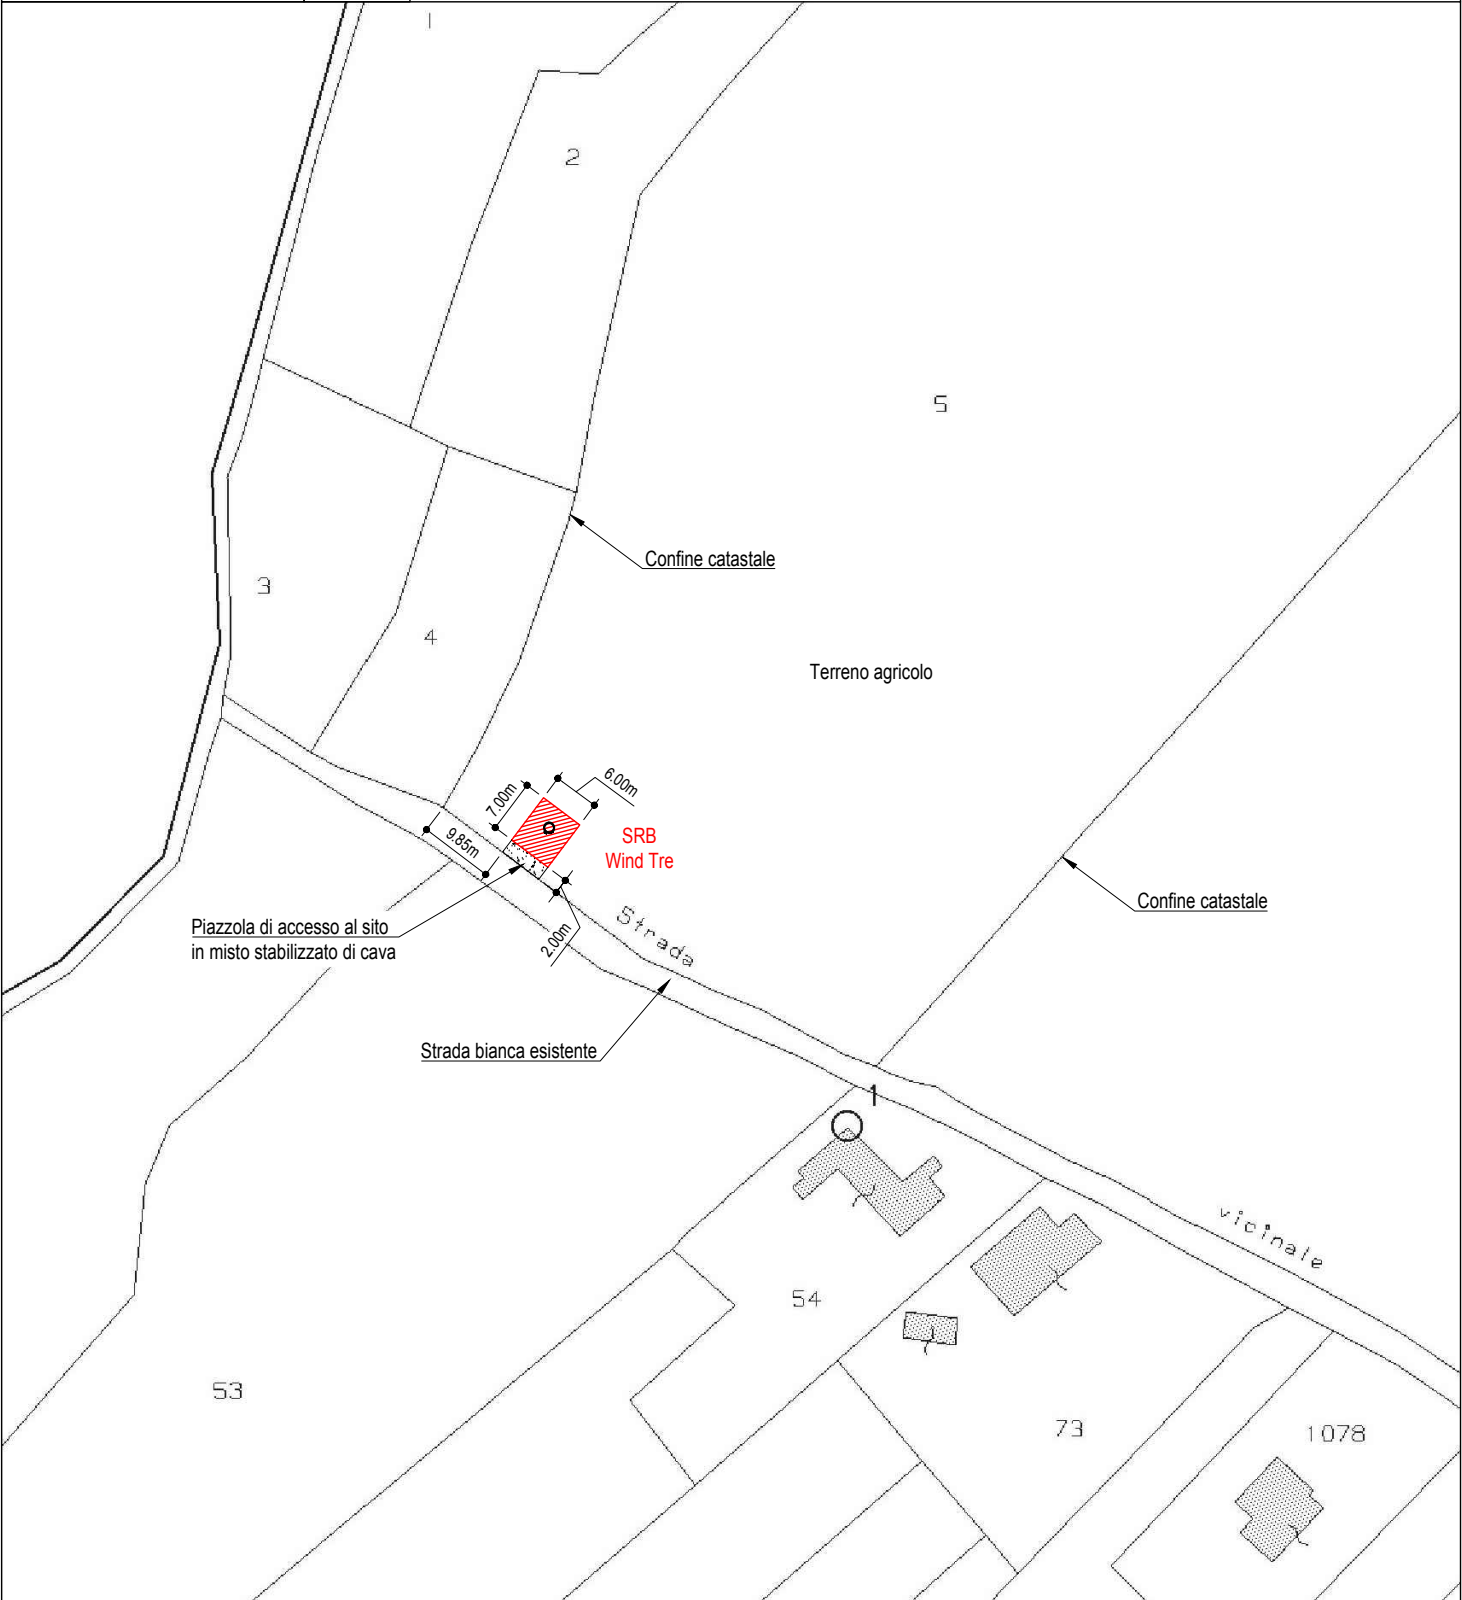 1
2
5
Confine catastale
3
4
Terreno agricolo
6.00m
7.00m
9.85m
SRB
Wind Tre
Confine catastale
Piazzola di accesso al sito
in misto stabilizzato di cava
2.00m
Strada
Strada bianca esistente
1
vicinale
54
53
73
1078